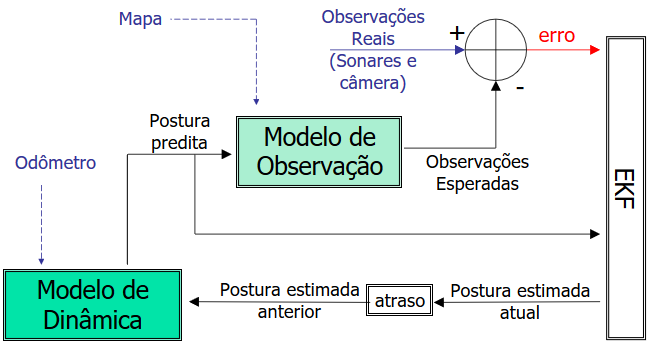 Mapa
Observações
Reais
(Sonares e
câmera)
+
erro
-
Postura
predita
Modelo de
Observação
Observações
Esperadas
Odômetro
EKF
Modelo de
Dinâmica
Postura estimada
anterior
atraso
Postura estimada
atual